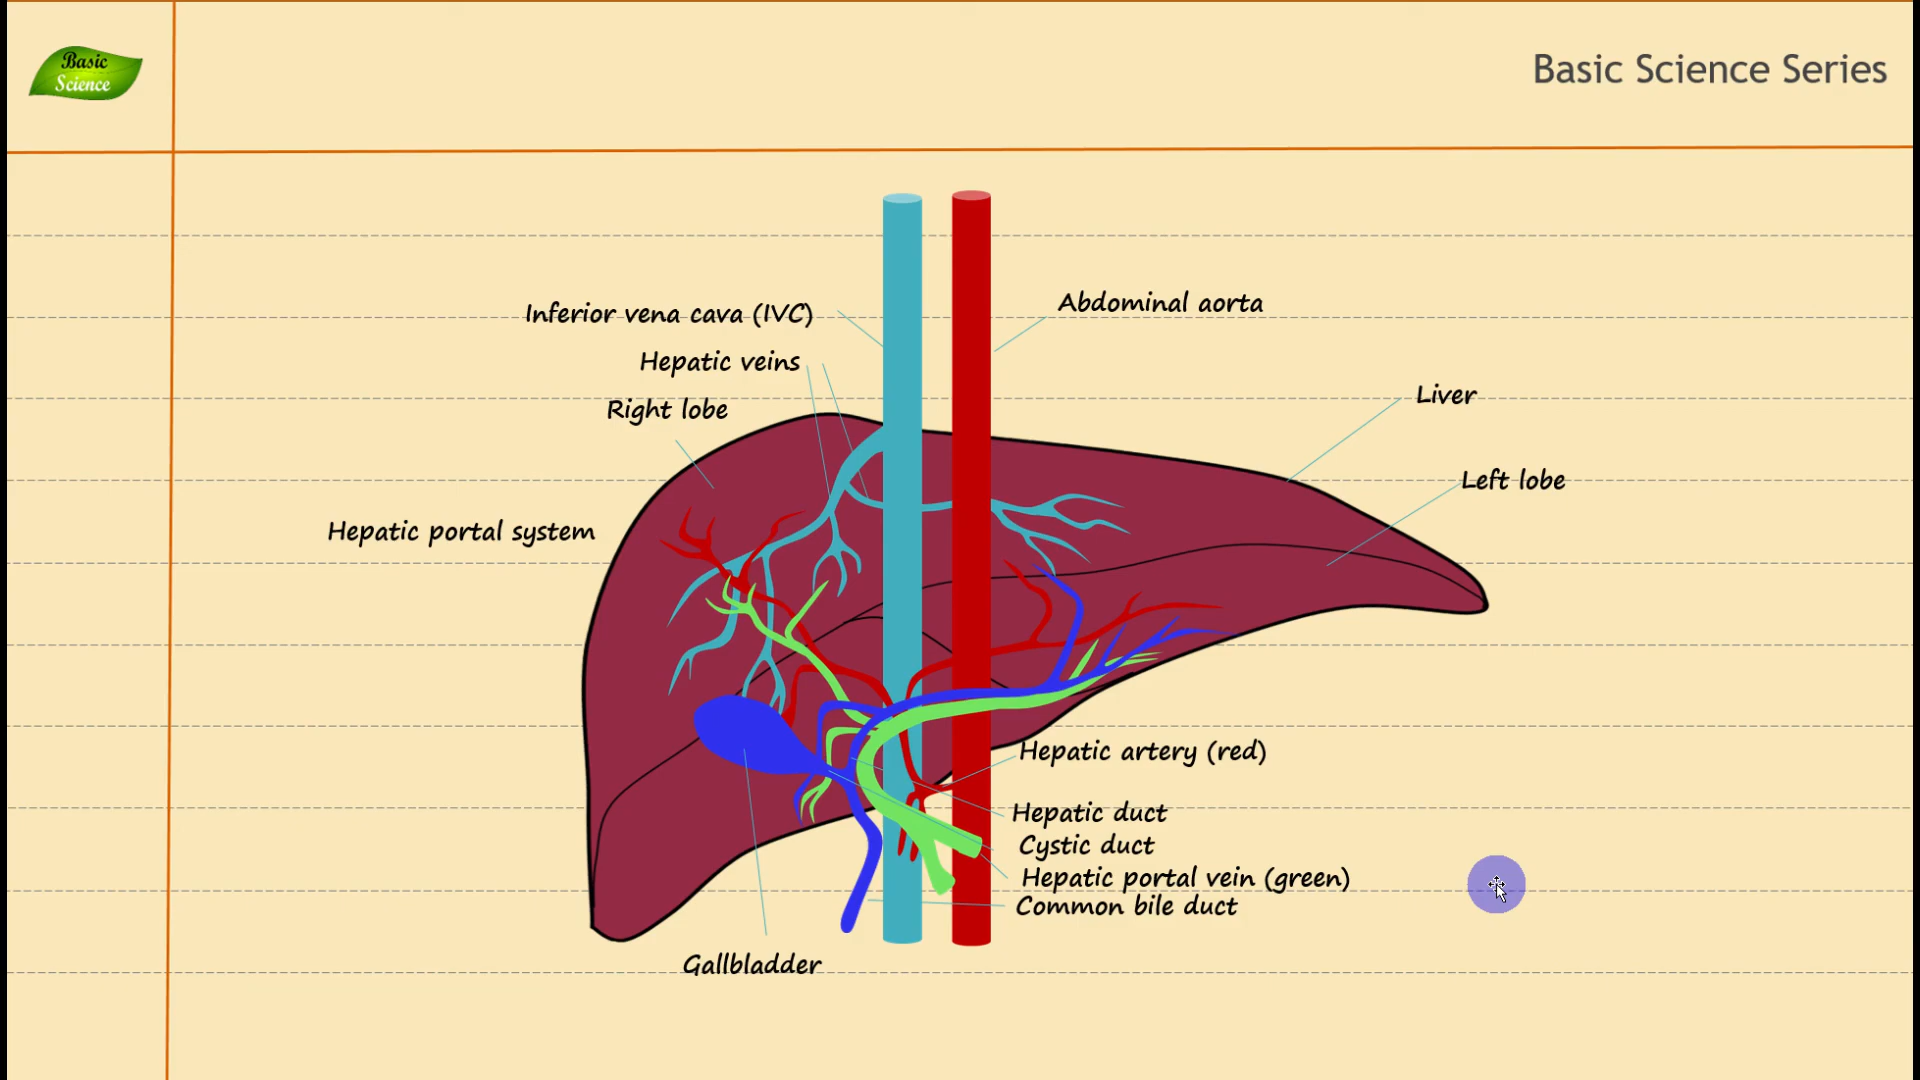 Basic
Science
Basic Science Series
Inferior vena cava (IVC)
Abdominal aorta
Hepatic veins
Right lobe
Liver
Left lobe
Hepatic portal system
Hepatic artery (red)
Hepatic duct
Cystic duct
Hepatic portal vein (green)
Common bile duct
Gallbladder